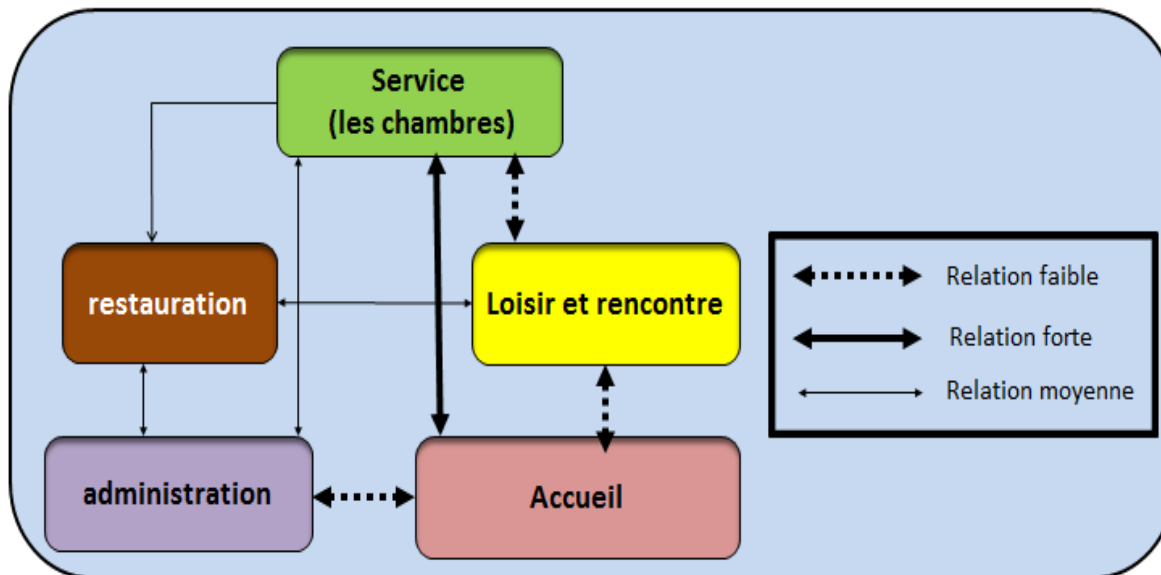 Service
(les chambres)
restauration
Loisir et rencontre
administration
Accueil
Relation faible
Relation forte
Relation moyenne